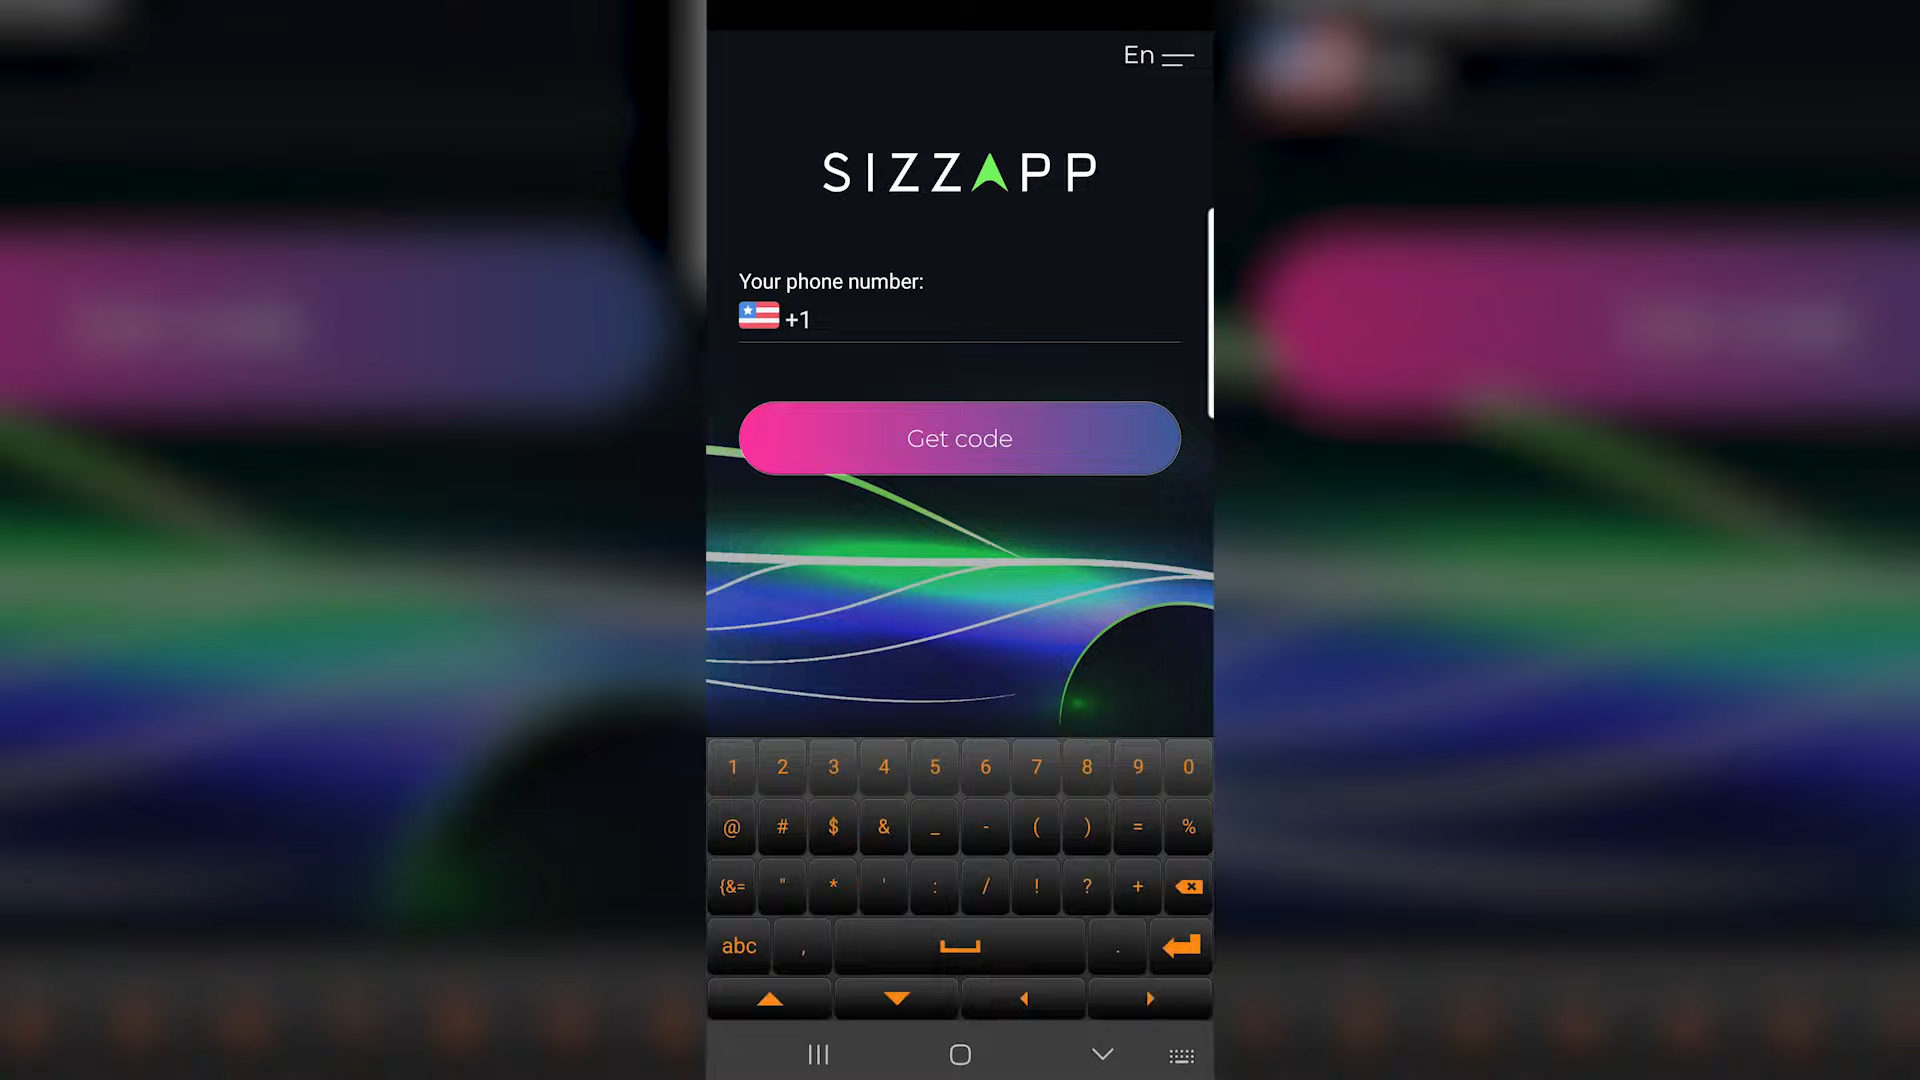 En
SIZZAPP
Your phone number:
+1
Get code
1 2 3 4 5 6 7 8 9 0
@ # $ & _ - ( ) = %
{&= " * ' : / ! ? +
abc , .